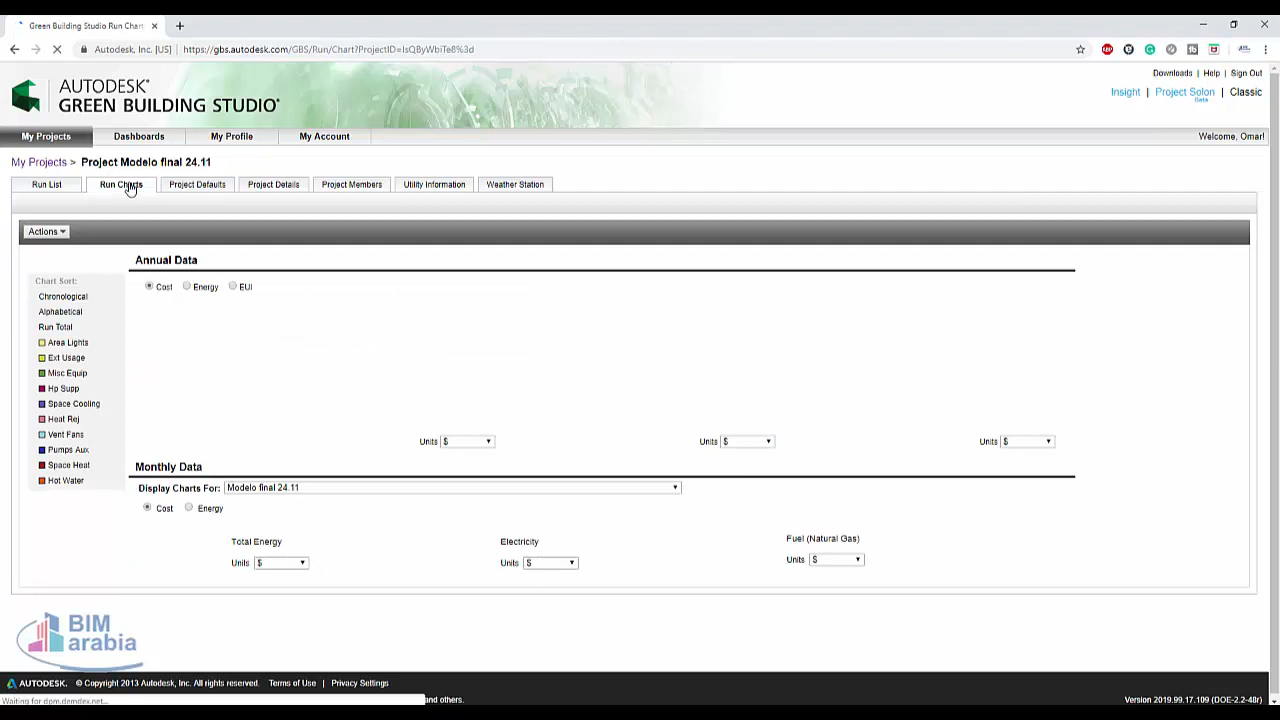 Green Building Studio Run Chart
Autodesk, Inc. [US] | https://gbs.autodesk.com/GBS/Run/Chart?ProjectID=IsQByWbiTe8%3d
AUTODESK®
GREEN BUILDING STUDIO®
Downloads | Help | Sign Out
Insight | Project Solon | Classic
Beta
My Projects Dashboards My Profile My Account Welcome, Omar!
My Projects > Project Modelo final 24.11
Run List Run Charts Project Defaults Project Details Project Members Utility Information Weather Station
Actions
Annual Data
Cost Energy EUI
Chart Sort:
Chronological
Alphabetical
Run Total
Area Lights
Ext Usage
Misc Equip
Hp Supp
Space Cooling
Heat Rej
Vent Fans
Pumps Aux
Space Heat
Hot Water
Units $ Units $ Units $
Monthly Data
Display Charts For: Modelo final 24.11
Cost Energy
Total Energy Electricity Fuel (Natural Gas)
Units $ Units $ Units $
BIM
arabia
AUTODESK. © Copyright 2013 Autodesk, Inc. All rights reserved. Terms of Use | Privacy Settings
Waiting for dpm.demdex.net... and others. Version 2019.99.17.109 (DOE-2.2-48r)